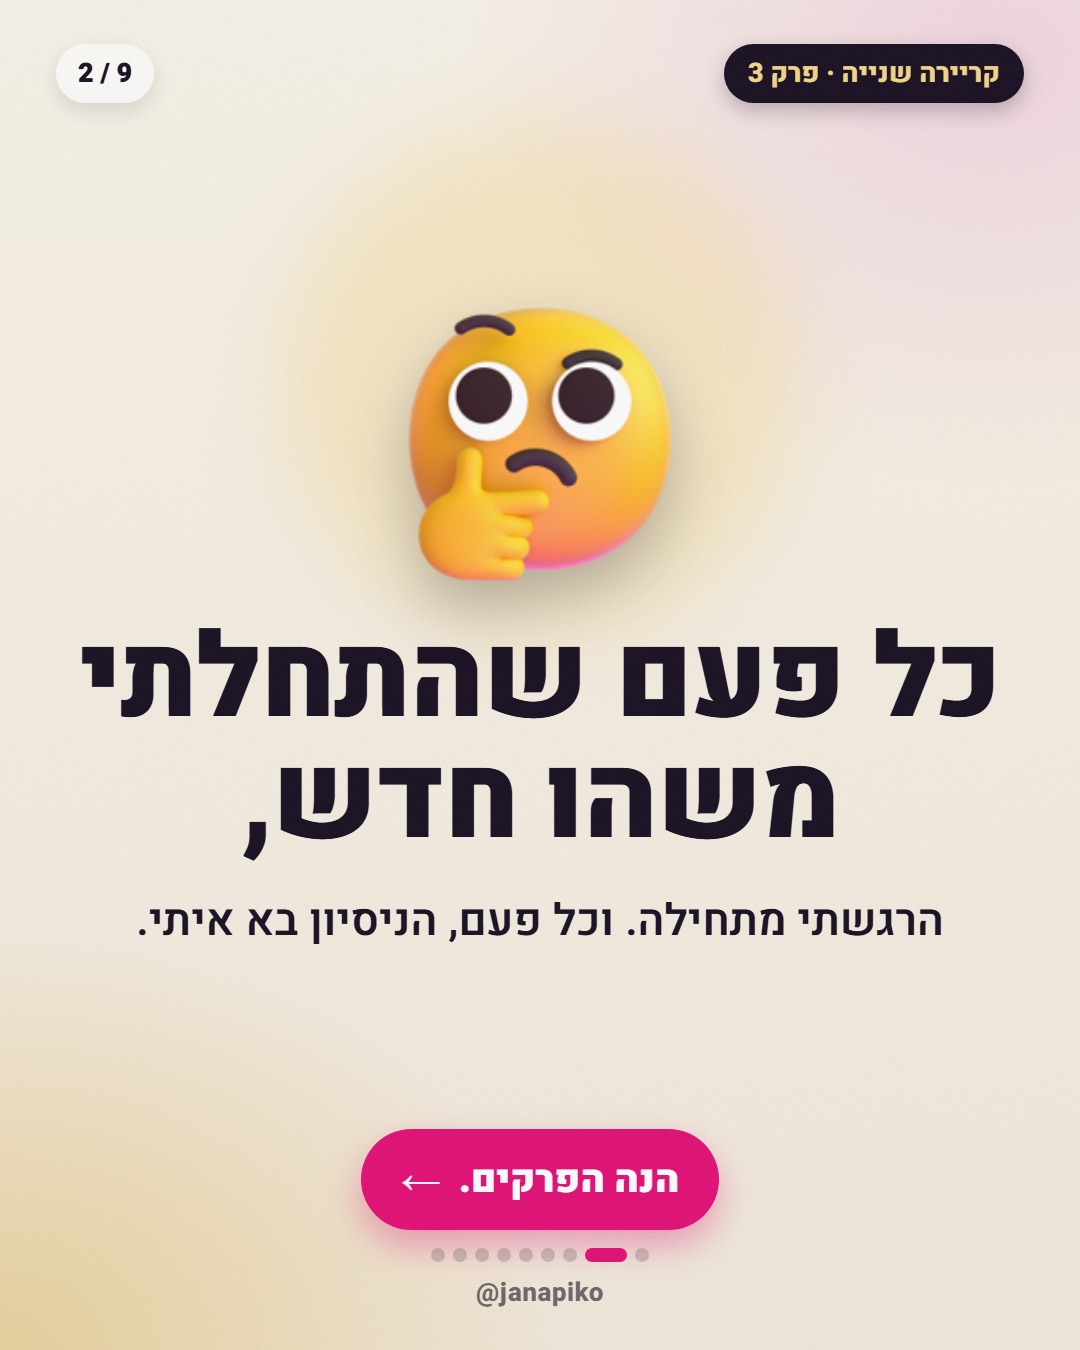 קריירה שנייה · פרק 3
2 / 9
כל פעם שהתחלתי
משהו חדש,
הרגשתי מתחילה. וכל פעם, הניסיון בא איתי.
הנה הפרקים. ←
@janapiko